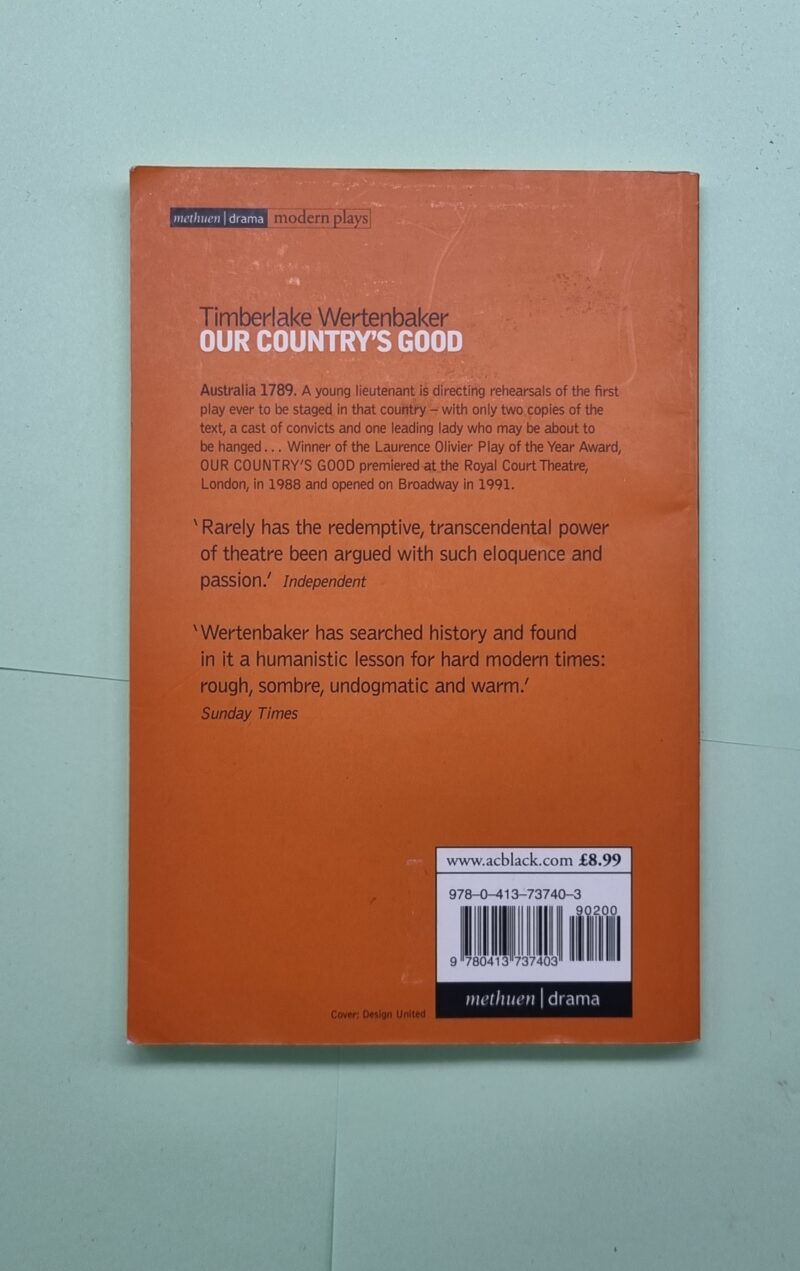 methuen | drama modern plays
Timberlake Wertenbaker
OUR COUNTRY'S GOOD
Australia 1789. A young lieutenant is directing rehearsals of the first
play ever to be staged in that country – with only two copies of the
text, a cast of convicts and one leading lady who may be about to
be hanged... Winner of the Laurence Olivier Play of the Year Award,
OUR COUNTRY'S GOOD premiered at the Royal Court Theatre,
London, in 1988 and opened on Broadway in 1991.
‘Rarely has the redemptive, transcendental power
of theatre been argued with such eloquence and
passion.’ Independent
‘Wertenbaker has searched history and found
in it a humanistic lesson for hard modern times:
rough, sombre, undogmatic and warm.’
Sunday Times
www.acblack.com £8.99
978-0-413-73740-3
90200
9 780413 737403
methuen | drama
Cover: Design United